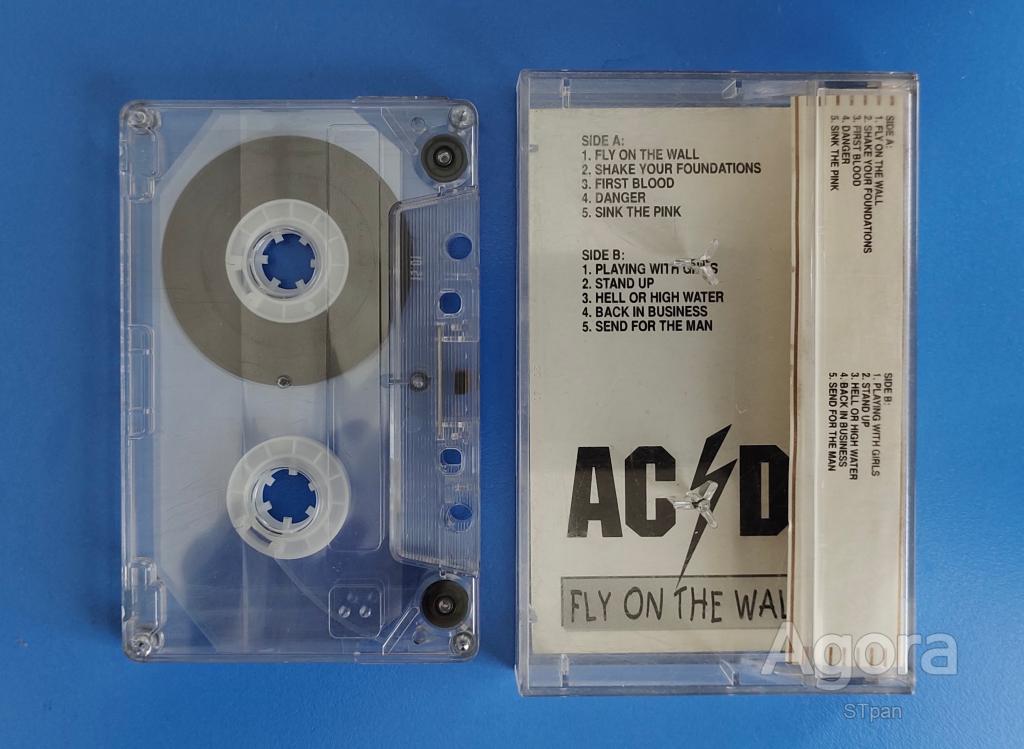 SIDE A:
1. FLY ON THE WALL
2. SHAKE YOUR FOUNDATIONS
3. FIRST BLOOD
4. DANGER
5. SINK THE PINK
SIDE B:
1. PLAYING WITH GIRLS
2. STAND UP
3. HELL OR HIGH WATER
4. BACK IN BUSINESS
5. SEND FOR THE MAN
AC⚡D
FLY ON THE WAL
SIDE A:
1. FLY ON THE WALL
2. SHAKE YOUR FOUNDATIONS
3. FIRST BLOOD
4. DANGER
5. SINK THE PINK
SIDE B:
1. PLAYING WITH GIRLS
2. STAND UP
3. HELL OR HIGH WATER
4. BACK IN BUSINESS
5. SEND FOR THE MAN
Agora
STpan